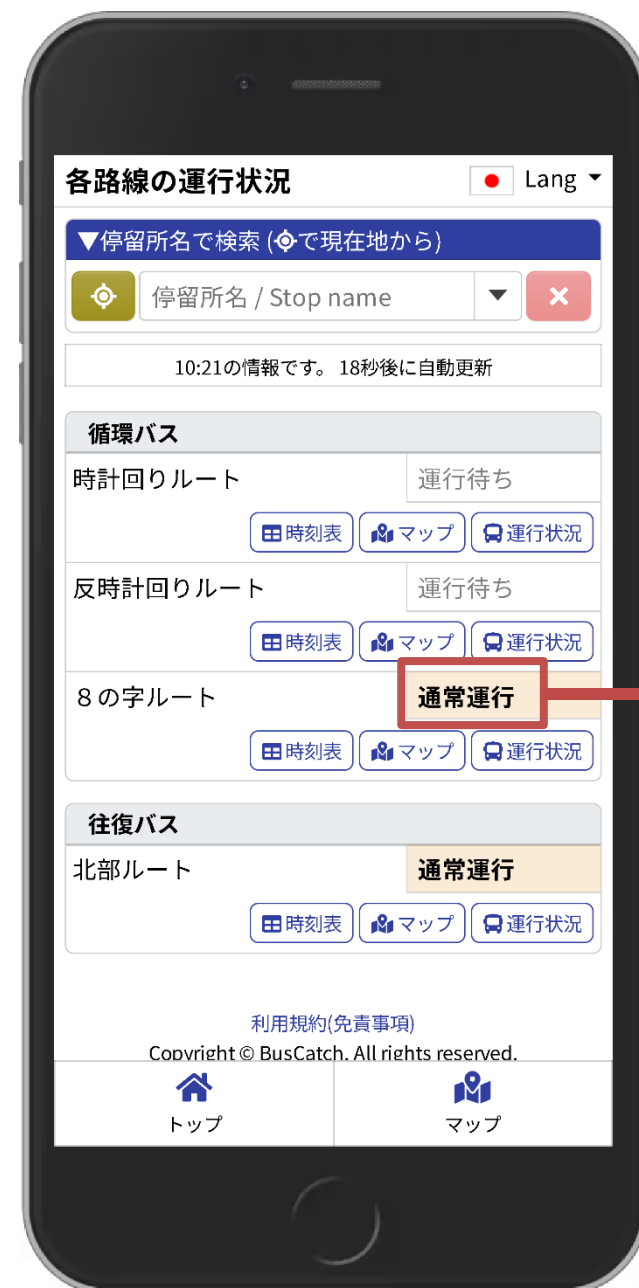 各路線の運行状況
Lang
▼停留所名で検索 (で現在地から)
停留所名 / Stop name
10:21の情報です。 18秒後に自動更新
循環バス
時計回りルート 運行待ち
時刻表 マップ 運行状況
反時計回りルート 運行待ち
時刻表 マップ 運行状況
８の字ルート 通常運行
時刻表 マップ 運行状況
往復バス
北部ルート 通常運行
時刻表 マップ 運行状況
利用規約(免責事項)
Copyright © BusCatch. All rights reserved.
トップ マップ